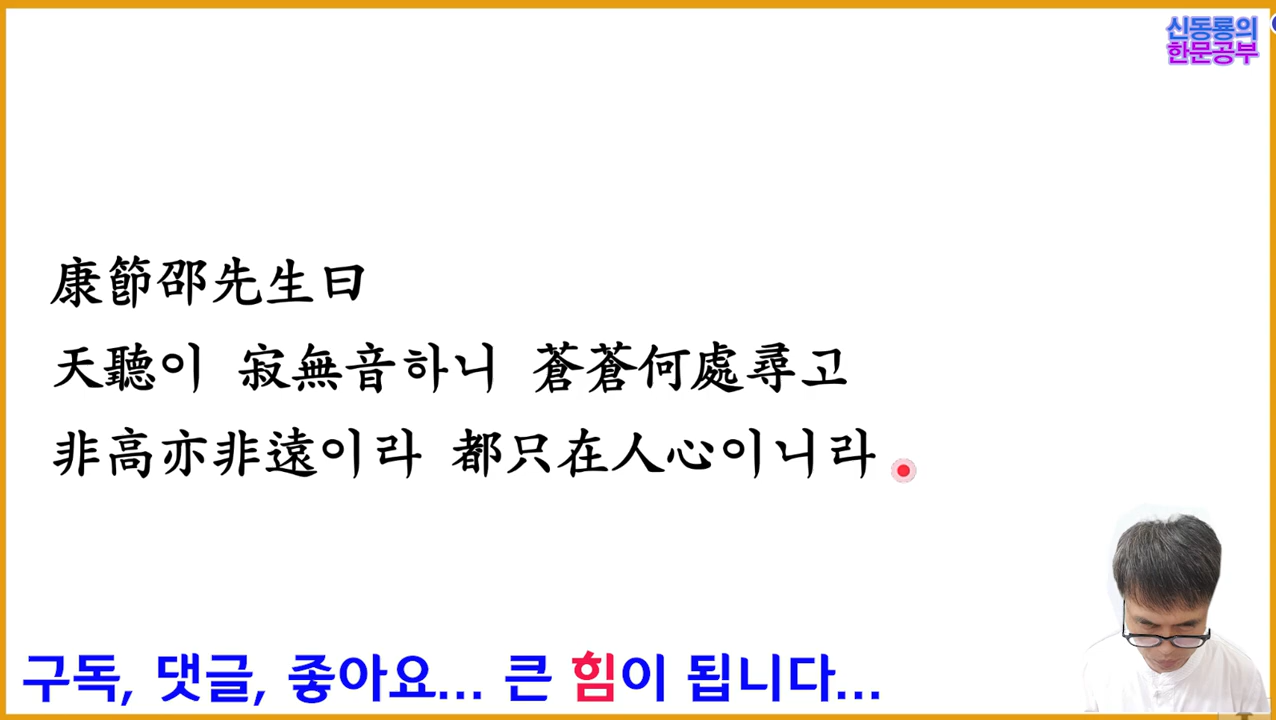 신동룡의
한문공부
康節邵先生曰
天聽이 寂無音하니 蒼蒼何處尋고
非高亦非遠이라 都只在人心이니라
구독, 댓글, 좋아요... 큰 힘이 됩니다...